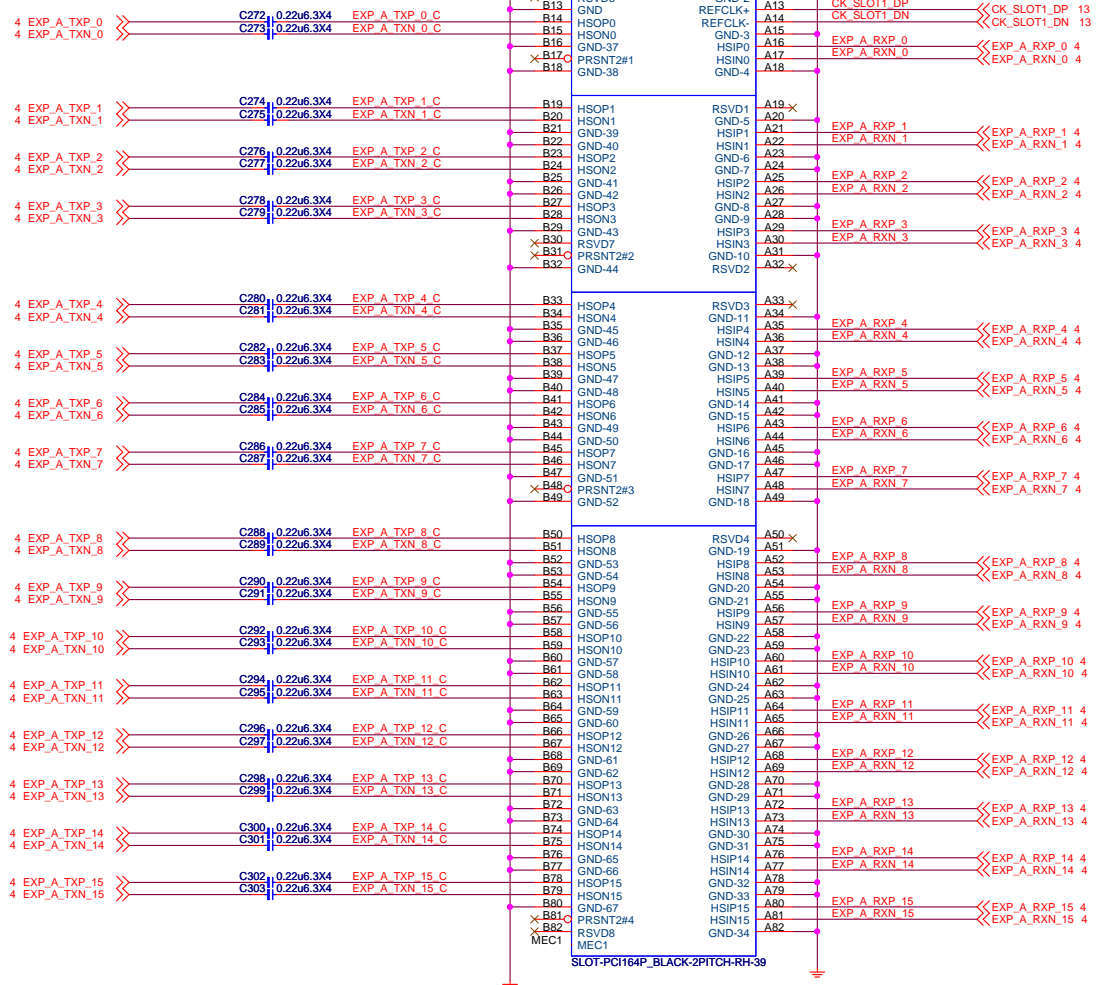 B13 GND REFCLK+ A13 CK_SLOT1_DP CK_SLOT1_DP 13
4 EXP_A_TXP_0 C272 0.22u6.3X4 EXP_A_TXP_0_C B14 HSOP0 REFCLK- A14 CK_SLOT1_DN CK_SLOT1_DN 13
4 EXP_A_TXN_0 C273 0.22u6.3X4 EXP_A_TXN_0_C B15 HSON0 GND-3 A15
B16 GND-37 HSIP0 A16 EXP_A_RXP_0 EXP_A_RXP_0 4
B17 PRSNT2#1 HSIN0 A17 EXP_A_RXN_0 EXP_A_RXN_0 4
B18 GND-38 GND-4 A18
4 EXP_A_TXP_1 C274 0.22u6.3X4 EXP_A_TXP_1_C B19 HSOP1 RSVD1 A19
4 EXP_A_TXN_1 C275 0.22u6.3X4 EXP_A_TXN_1_C B20 HSON1 GND-5 A20
B21 GND-39 HSIP1 A21 EXP_A_RXP_1 EXP_A_RXP_1 4
B22 GND-40 HSIN1 A22 EXP_A_RXN_1 EXP_A_RXN_1 4
4 EXP_A_TXP_2 C276 0.22u6.3X4 EXP_A_TXP_2_C B23 HSOP2 GND-6 A23
4 EXP_A_TXN_2 C277 0.22u6.3X4 EXP_A_TXN_2_C B24 HSON2 GND-7 A24
B25 GND-41 HSIP2 A25 EXP_A_RXP_2 EXP_A_RXP_2 4
B26 GND-42 HSIN2 A26 EXP_A_RXN_2 EXP_A_RXN_2 4
4 EXP_A_TXP_3 C278 0.22u6.3X4 EXP_A_TXP_3_C B27 HSOP3 GND-8 A27
4 EXP_A_TXN_3 C279 0.22u6.3X4 EXP_A_TXN_3_C B28 HSON3 GND-9 A28
B29 GND-43 HSIP3 A29 EXP_A_RXP_3 EXP_A_RXP_3 4
B30 RSVD7 HSIN3 A30 EXP_A_RXN_3 EXP_A_RXN_3 4
B31 PRSNT2#2 GND-10 A31
B32 GND-44 RSVD2 A32
4 EXP_A_TXP_4 C280 0.22u6.3X4 EXP_A_TXP_4_C B33 HSOP4 RSVD3 A33
4 EXP_A_TXN_4 C281 0.22u6.3X4 EXP_A_TXN_4_C B34 HSON4 GND-11 A34
B35 GND-45 HSIP4 A35 EXP_A_RXP_4 EXP_A_RXP_4 4
B36 GND-46 HSIN4 A36 EXP_A_RXN_4 EXP_A_RXN_4 4
4 EXP_A_TXP_5 C282 0.22u6.3X4 EXP_A_TXP_5_C B37 HSOP5 GND-12 A37
4 EXP_A_TXN_5 C283 0.22u6.3X4 EXP_A_TXN_5_C B38 HSON5 GND-13 A38
B39 GND-47 HSIP5 A39 EXP_A_RXP_5 EXP_A_RXP_5 4
B40 GND-48 HSIN5 A40 EXP_A_RXN_5 EXP_A_RXN_5 4
4 EXP_A_TXP_6 C284 0.22u6.3X4 EXP_A_TXP_6_C B41 HSOP6 GND-14 A41
4 EXP_A_TXN_6 C285 0.22u6.3X4 EXP_A_TXN_6_C B42 HSON6 GND-15 A42
B43 GND-49 HSIP6 A43 EXP_A_RXP_6 EXP_A_RXP_6 4
B44 GND-50 HSIN6 A44 EXP_A_RXN_6 EXP_A_RXN_6 4
4 EXP_A_TXP_7 C286 0.22u6.3X4 EXP_A_TXP_7_C B45 HSOP7 GND-16 A45
4 EXP_A_TXN_7 C287 0.22u6.3X4 EXP_A_TXN_7_C B46 HSON7 GND-17 A46
B47 GND-51 HSIP7 A47 EXP_A_RXP_7 EXP_A_RXP_7 4
B48 PRSNT2#3 HSIN7 A48 EXP_A_RXN_7 EXP_A_RXN_7 4
B49 GND-52 GND-18 A49
4 EXP_A_TXP_8 C288 0.22u6.3X4 EXP_A_TXP_8_C B50 HSOP8 RSVD4 A50
4 EXP_A_TXN_8 C289 0.22u6.3X4 EXP_A_TXN_8_C B51 HSON8 GND-19 A51
B52 GND-53 HSIP8 A52 EXP_A_RXP_8 EXP_A_RXP_8 4
B53 GND-54 HSIN8 A53 EXP_A_RXN_8 EXP_A_RXN_8 4
4 EXP_A_TXP_9 C290 0.22u6.3X4 EXP_A_TXP_9_C B54 HSOP9 GND-20 A54
4 EXP_A_TXN_9 C291 0.22u6.3X4 EXP_A_TXN_9_C B55 HSON9 GND-21 A55
B56 GND-55 HSIP9 A56 EXP_A_RXP_9 EXP_A_RXP_9 4
B57 GND-56 HSIN9 A57 EXP_A_RXN_9 EXP_A_RXN_9 4
4 EXP_A_TXP_10 C292 0.22u6.3X4 EXP_A_TXP_10_C B58 HSOP10 GND-22 A58
4 EXP_A_TXN_10 C293 0.22u6.3X4 EXP_A_TXN_10_C B59 HSON10 GND-23 A59
B60 GND-57 HSIP10 A60 EXP_A_RXP_10 EXP_A_RXP_10 4
B61 GND-58 HSIN10 A61 EXP_A_RXN_10 EXP_A_RXN_10 4
4 EXP_A_TXP_11 C294 0.22u6.3X4 EXP_A_TXP_11_C B62 HSOP11 GND-24 A62
4 EXP_A_TXN_11 C295 0.22u6.3X4 EXP_A_TXN_11_C B63 HSON11 GND-25 A63
B64 GND-59 HSIP11 A64 EXP_A_RXP_11 EXP_A_RXP_11 4
B65 GND-60 HSIN11 A65 EXP_A_RXN_11 EXP_A_RXN_11 4
4 EXP_A_TXP_12 C296 0.22u6.3X4 EXP_A_TXP_12_C B66 HSOP12 GND-26 A66
4 EXP_A_TXN_12 C297 0.22u6.3X4 EXP_A_TXN_12_C B67 HSON12 GND-27 A67
B68 GND-61 HSIP12 A68 EXP_A_RXP_12 EXP_A_RXP_12 4
B69 GND-62 HSIN12 A69 EXP_A_RXN_12 EXP_A_RXN_12 4
4 EXP_A_TXP_13 C298 0.22u6.3X4 EXP_A_TXP_13_C B70 HSOP13 GND-28 A70
4 EXP_A_TXN_13 C299 0.22u6.3X4 EXP_A_TXN_13_C B71 HSON13 GND-29 A71
B72 GND-63 HSIP13 A72 EXP_A_RXP_13 EXP_A_RXP_13 4
B73 GND-64 HSIN13 A73 EXP_A_RXN_13 EXP_A_RXN_13 4
4 EXP_A_TXP_14 C300 0.22u6.3X4 EXP_A_TXP_14_C B74 HSOP14 GND-30 A74
4 EXP_A_TXN_14 C301 0.22u6.3X4 EXP_A_TXN_14_C B75 HSON14 GND-31 A75
B76 GND-65 HSIP14 A76 EXP_A_RXP_14 EXP_A_RXP_14 4
B77 GND-66 HSIN14 A77 EXP_A_RXN_14 EXP_A_RXN_14 4
4 EXP_A_TXP_15 C302 0.22u6.3X4 EXP_A_TXP_15_C B78 HSOP15 GND-32 A78
4 EXP_A_TXN_15 C303 0.22u6.3X4 EXP_A_TXN_15_C B79 HSON15 GND-33 A79
B80 GND-67 HSIP15 A80 EXP_A_RXP_15 EXP_A_RXP_15 4
B81 PRSNT2#4 HSIN15 A81 EXP_A_RXN_15 EXP_A_RXN_15 4
B82 RSVD8 GND-34 A82
MEC1 MEC1
SLOT-PCI164P_BLACK-2PITCH-RH-39